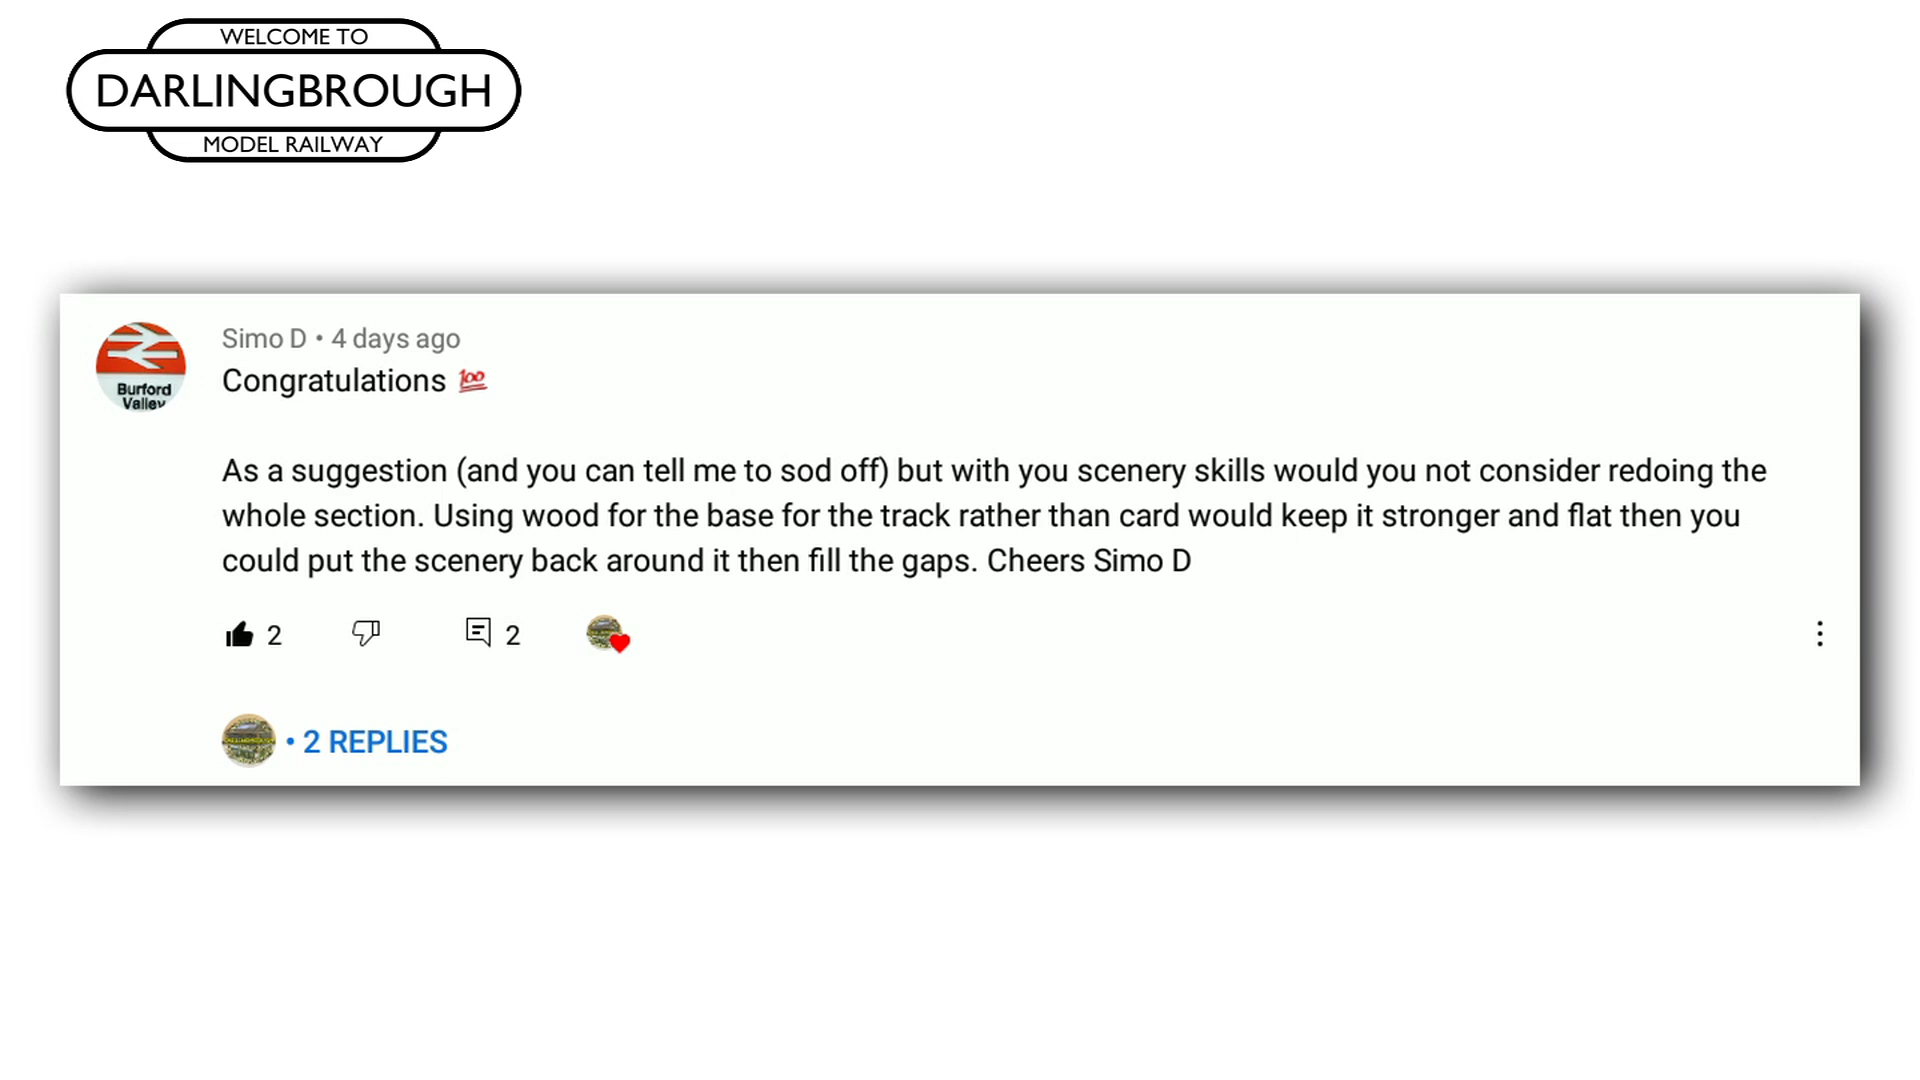 WELCOME TO
DARLINGBROUGH
MODEL RAILWAY
Burford
Valley
Simo D • 4 days ago
Congratulations 💯
As a suggestion (and you can tell me to sod off) but with you scenery skills would you not consider redoing the
whole section. Using wood for the base for the track rather than card would keep it stronger and flat then you
could put the scenery back around it then fill the gaps. Cheers Simo D
2
2
• 2 REPLIES